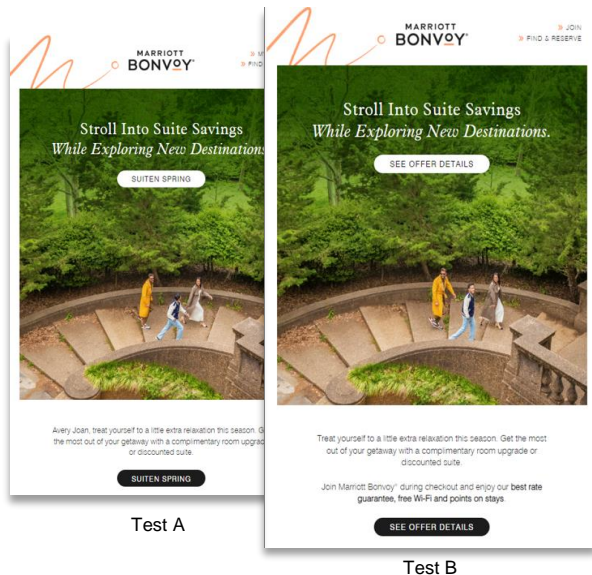 MARRIOTT
BONVOY
» M
» FIND
Stroll Into Suite Savings
While Exploring New Destinations
SUITEN SPRING
Avery Joan, treat yourself to a little extra relaxation this season. G
the most out of your getaway with a complimentary room upgrad
or discounted suite.
SUITEN SPRING
Test A
MARRIOTT
BONVOY
» JOIN
» FIND & RESERVE
Stroll Into Suite Savings
While Exploring New Destinations.
SEE OFFER DETAILS
Treat yourself to a little extra relaxation this season. Get the most
out of your getaway with a complimentary room upgrade or
discounted suite.
Join Marriott Bonvoy® during checkout and enjoy our best rate
guarantee, free Wi-Fi and points on stays.
SEE OFFER DETAILS
Test B